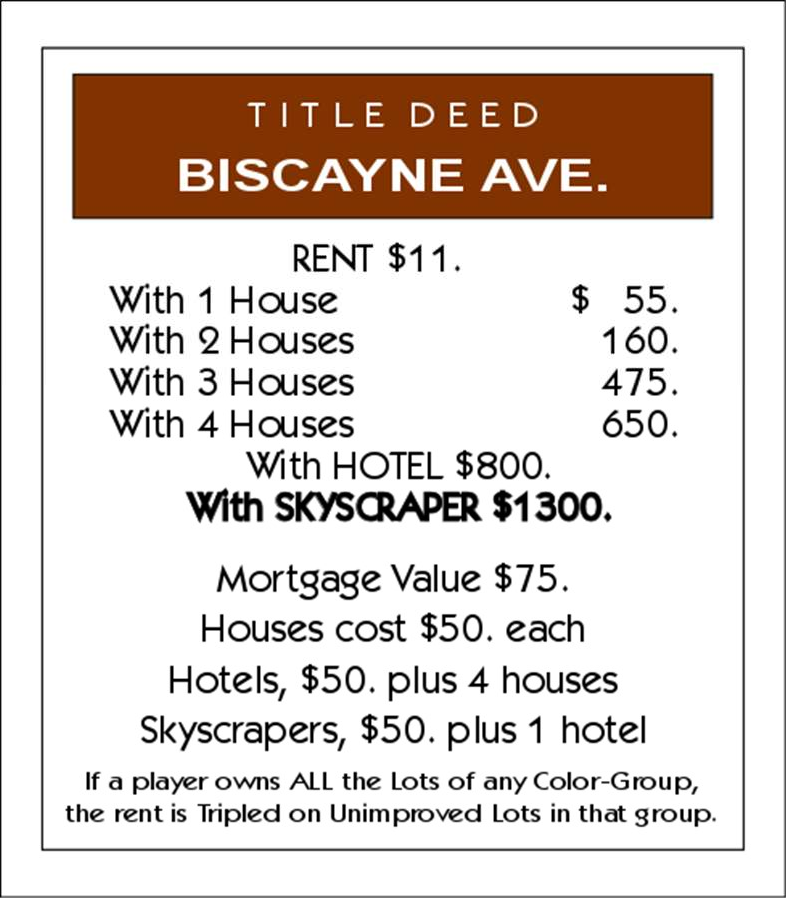 TITLE DEED
BISCAYNE AVE.
RENT $11.
With 1 House $ 55.
With 2 Houses 160.
With 3 Houses 475.
With 4 Houses 650.
With HOTEL $800.
With SKYSCRAPER $1300.
Mortgage Value $75.
Houses cost $50. each
Hotels, $50. plus 4 houses
Skyscrapers, $50. plus 1 hotel
If a player owns ALL the Lots of any Color-Group,
the rent is Tripled on Unimproved Lots in that group.